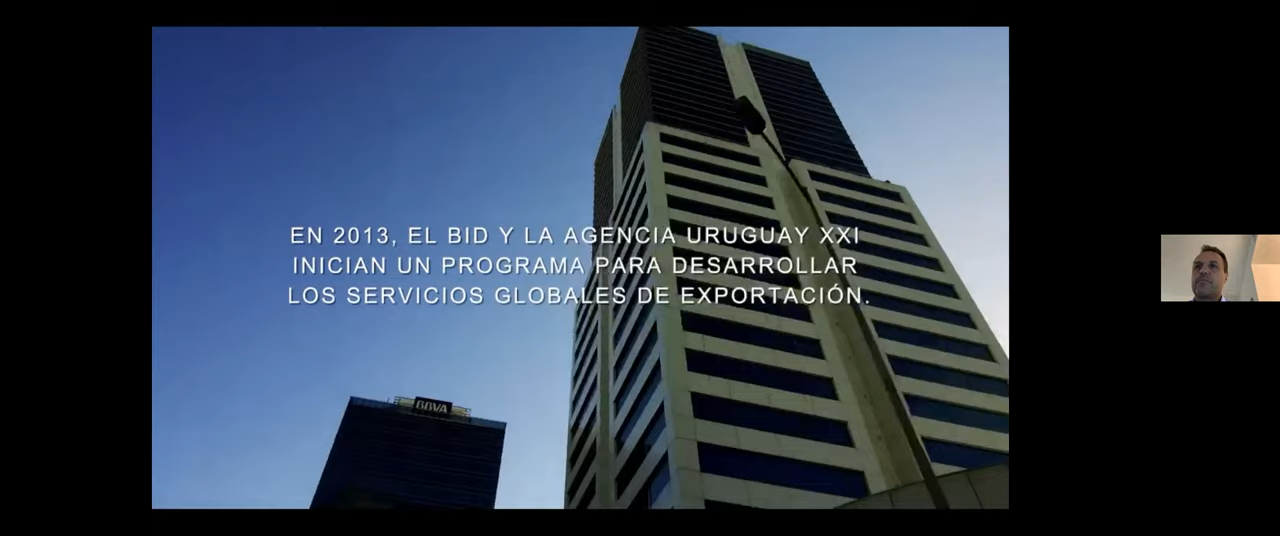 EN 2013, EL BID Y LA AGENCIA URUGUAY XXI
INICIAN UN PROGRAMA PARA DESARROLLAR
LOS SERVICIOS GLOBALES DE EXPORTACIÓN.
BBVA